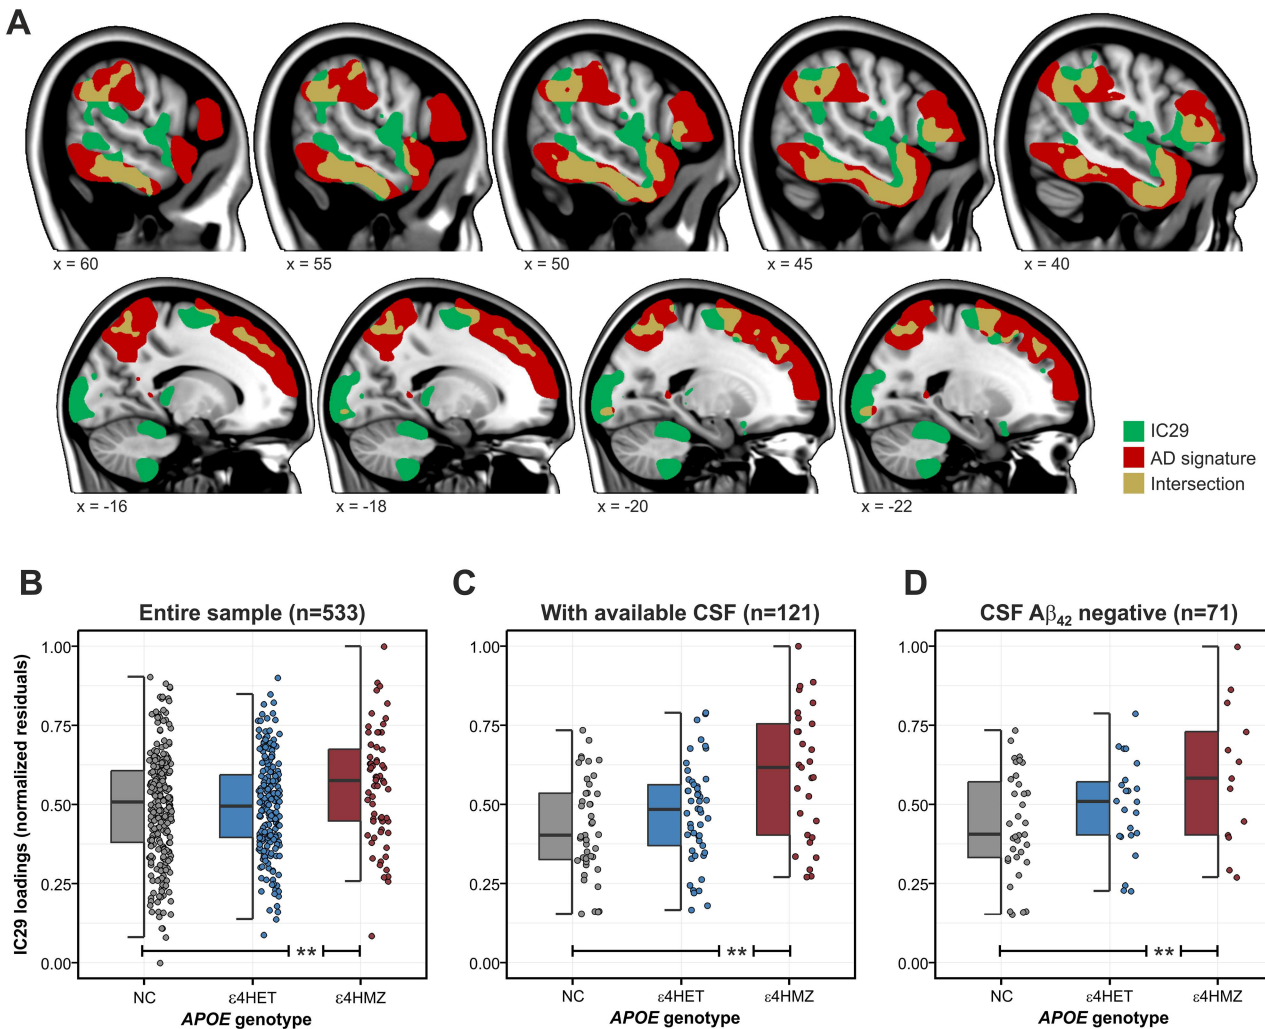 A
x = 60
x = 55
x = 50
x = 45
x = 40
x = -16
x = -18
x = -20
x = -22
IC29
AD signature
Intersection
B
Entire sample (n=533)
IC29 loadings (normalized residuals)
1.00
0.75
0.50
0.25
0.00
**
NC
ε4HET
ε4HMZ
APOE genotype
C
With available CSF (n=121)
1.00
0.75
0.50
0.25
0.00
**
NC
ε4HET
ε4HMZ
APOE genotype
D
CSF Aβ42 negative (n=71)
1.00
0.75
0.50
0.25
0.00
**
NC
ε4HET
ε4HMZ
APOE genotype